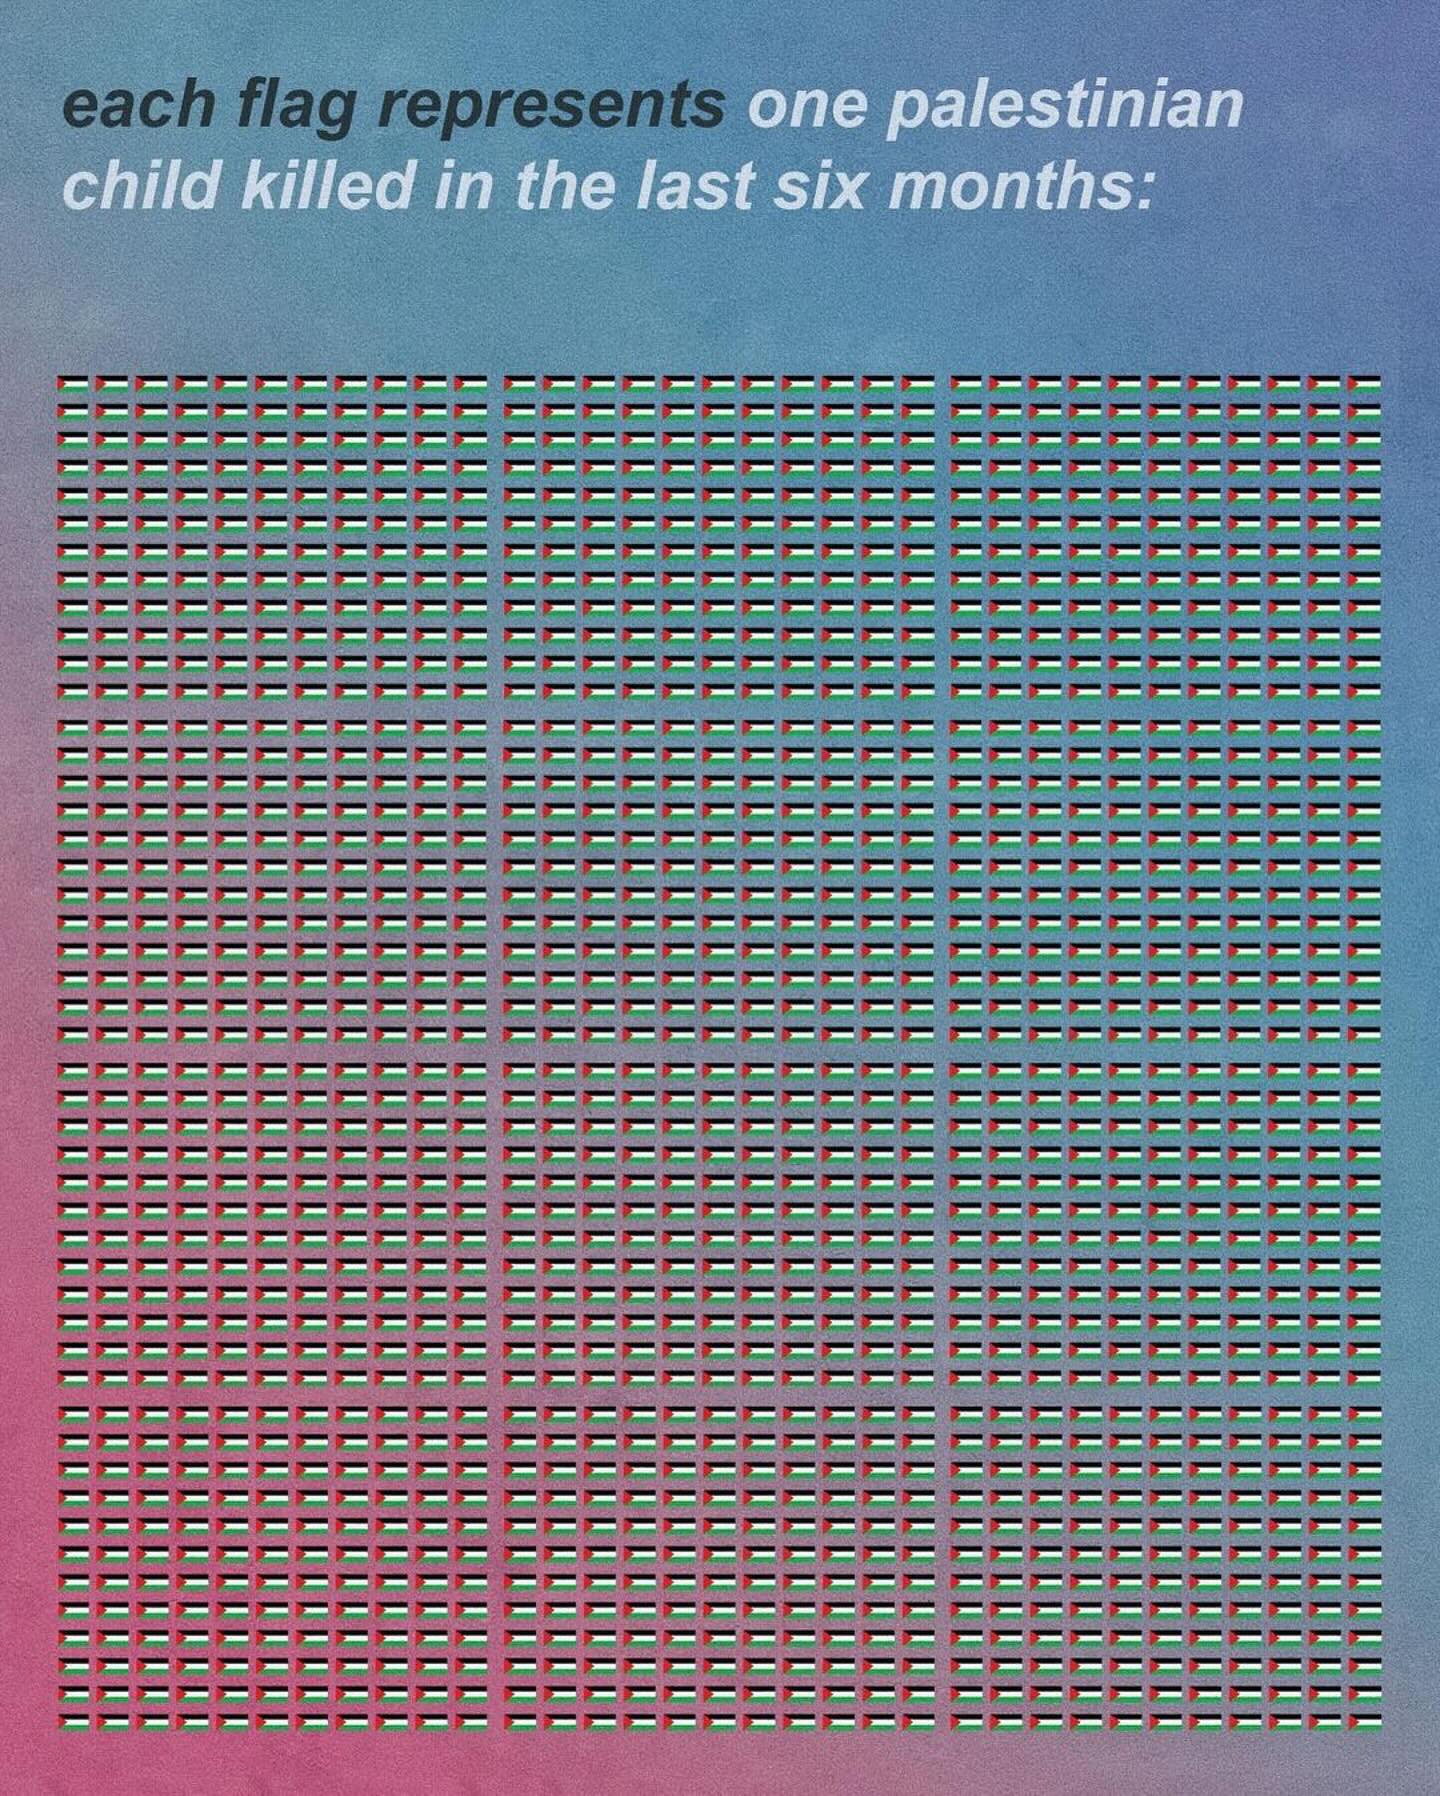 each flag represents one palestinian
child killed in the last six months: